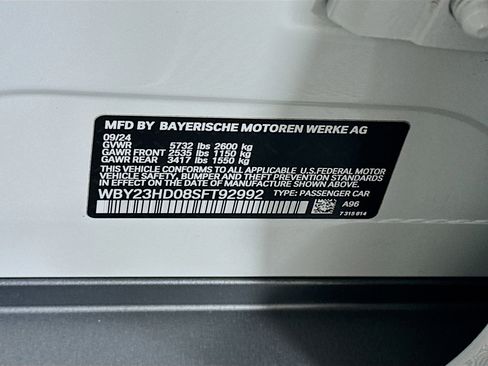 MFD BY BAYERISCHE MOTOREN WERKE AG
09/24
GVWR 5732 lbs 2600 kg
GAWR FRONT 2535 lbs 1150 kg
GAWR REAR 3417 lbs 1550 kg
THIS VEHICLE CONFORMS TO ALL APPLICABLE U.S.FEDERAL MOTOR
VEHICLE SAFETY, BUMPER, AND THEFT PREVENTION STANDARDS
IN EFFECT ON THE DATE OF MANUFACTURE SHOWN ABOVE.
WBY23HD08SFT92992 TYPE: PASSENGER CAR
A96
7 315 914